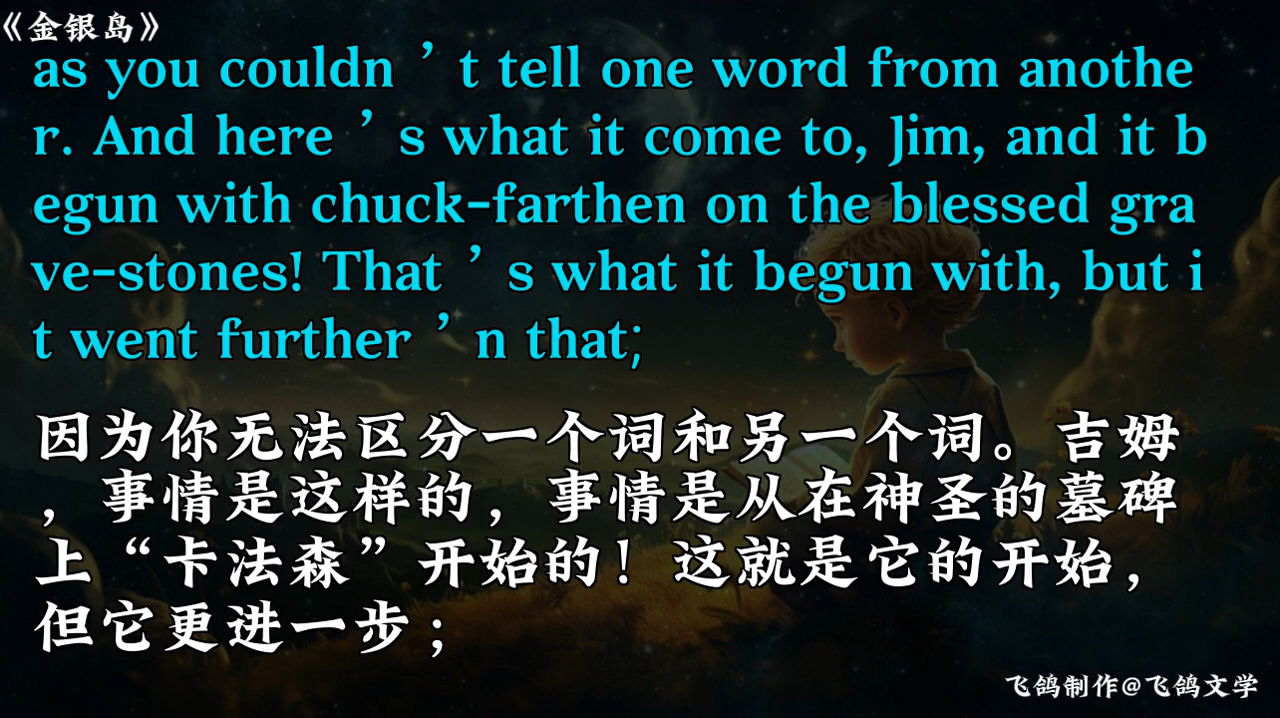 《金银岛》
as you couldn ’ t tell one word from anothe
r. And here ’ s what it come to, Jim, and it b
egun with chuck-farthen on the blessed gra
ve-stones! That ’ s what it begun with, but i
t went further ’ n that;
因为你无法区分一个词和另一个词。吉姆
，事情是这样的，事情是从在神圣的墓碑
上“卡法森”开始的！这就是它的开始，
但它更进一步；
飞鸽制作@飞鸽文学